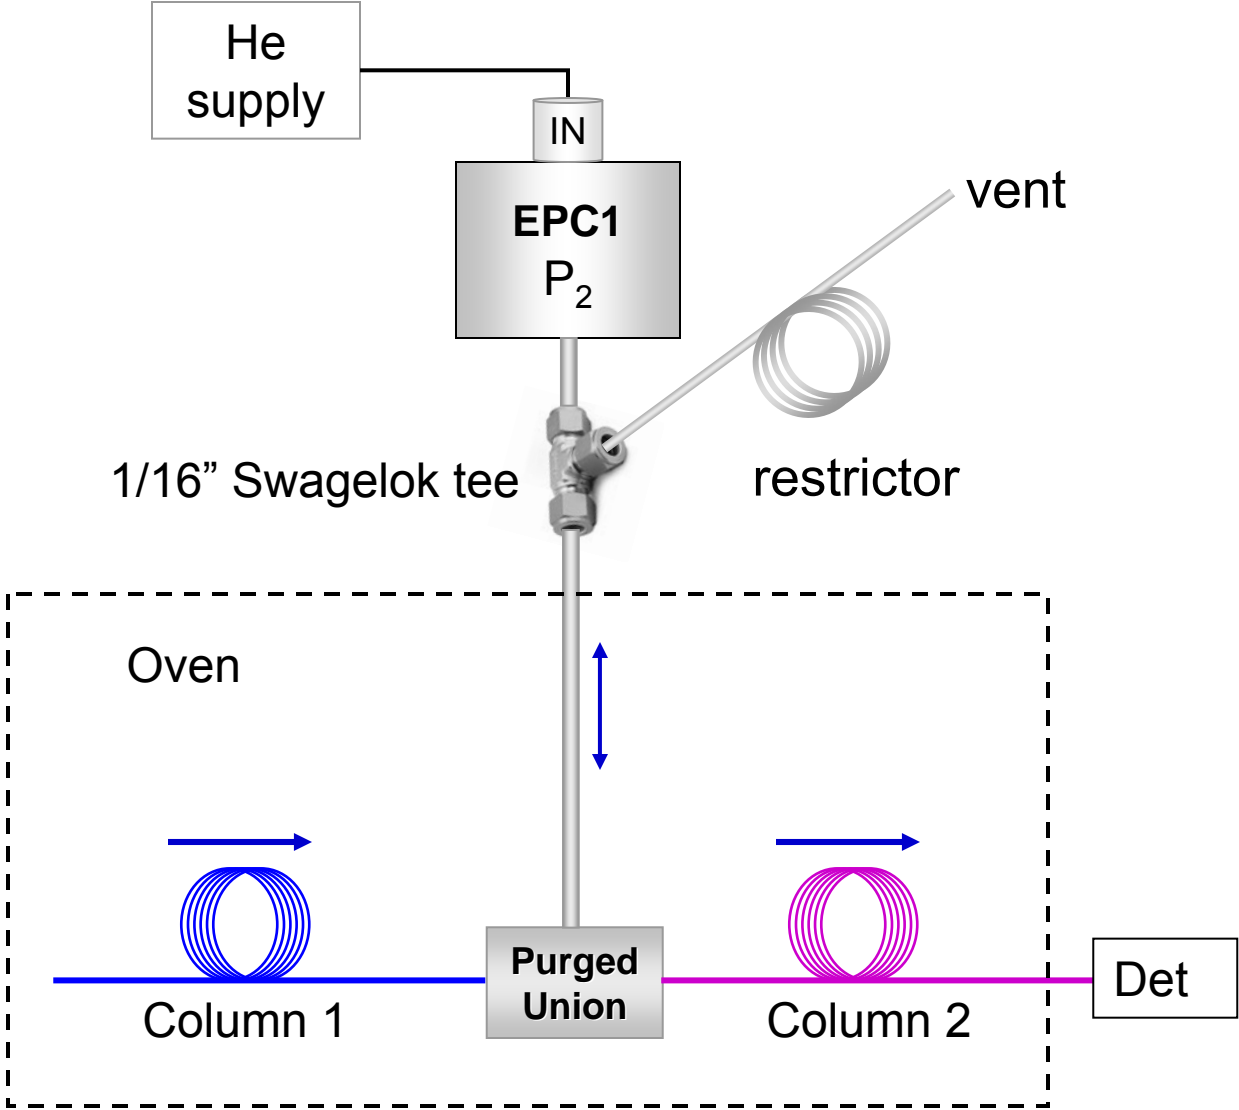 He
supply
IN
EPC1
P₂
vent
1/16” Swagelok tee
restrictor
Oven
Purged
Union
Column 1
Column 2
Det